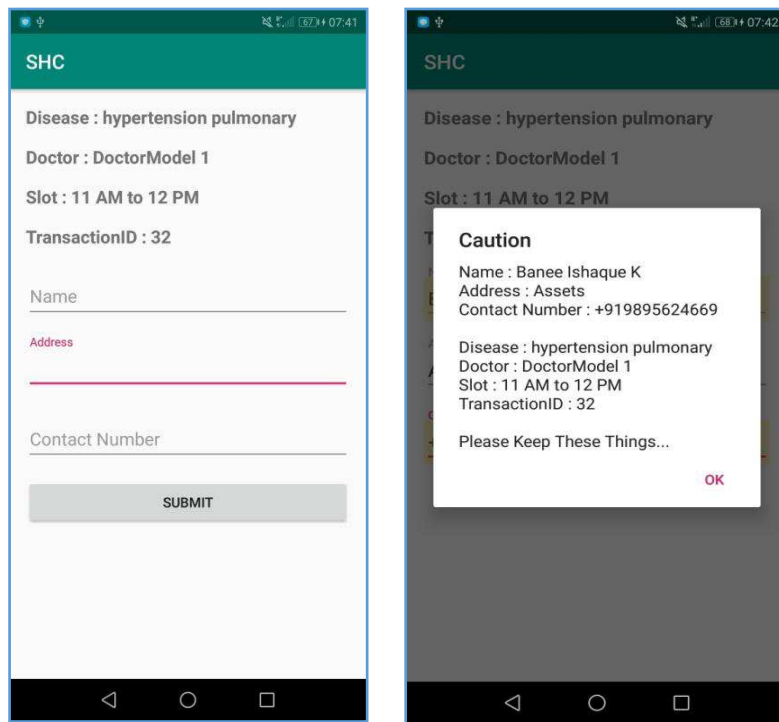 67 07:41
SHC
Disease : hypertension pulmonary
Doctor : DoctorModel 1
Slot : 11 AM to 12 PM
TransactionID : 32
Name
Address
Contact Number
SUBMIT
68 07:42
SHC
Disease : hypertension pulmonary
Doctor : DoctorModel 1
Slot : 11 AM to 12 PM
Caution
Name : Banee Ishaque K
Address : Assets
Contact Number : +919895624669
Disease : hypertension pulmonary
Doctor : DoctorModel 1
Slot : 11 AM to 12 PM
TransactionID : 32
Please Keep These Things...
OK